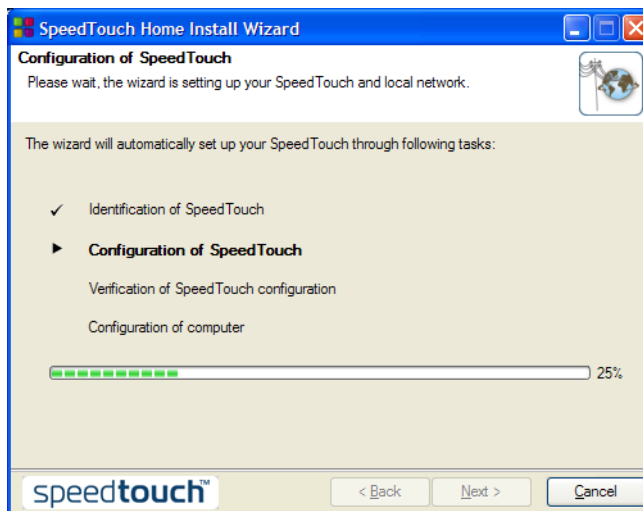 SpeedTouch Home Install Wizard
Configuration of SpeedTouch
Please wait, the wizard is setting up your SpeedTouch and local network.
The wizard will automatically set up your SpeedTouch through following tasks:
Identification of SpeedTouch
Configuration of SpeedTouch
Verification of SpeedTouch configuration
Configuration of computer
25%
speedtouch™
< Back
Next >
Cancel